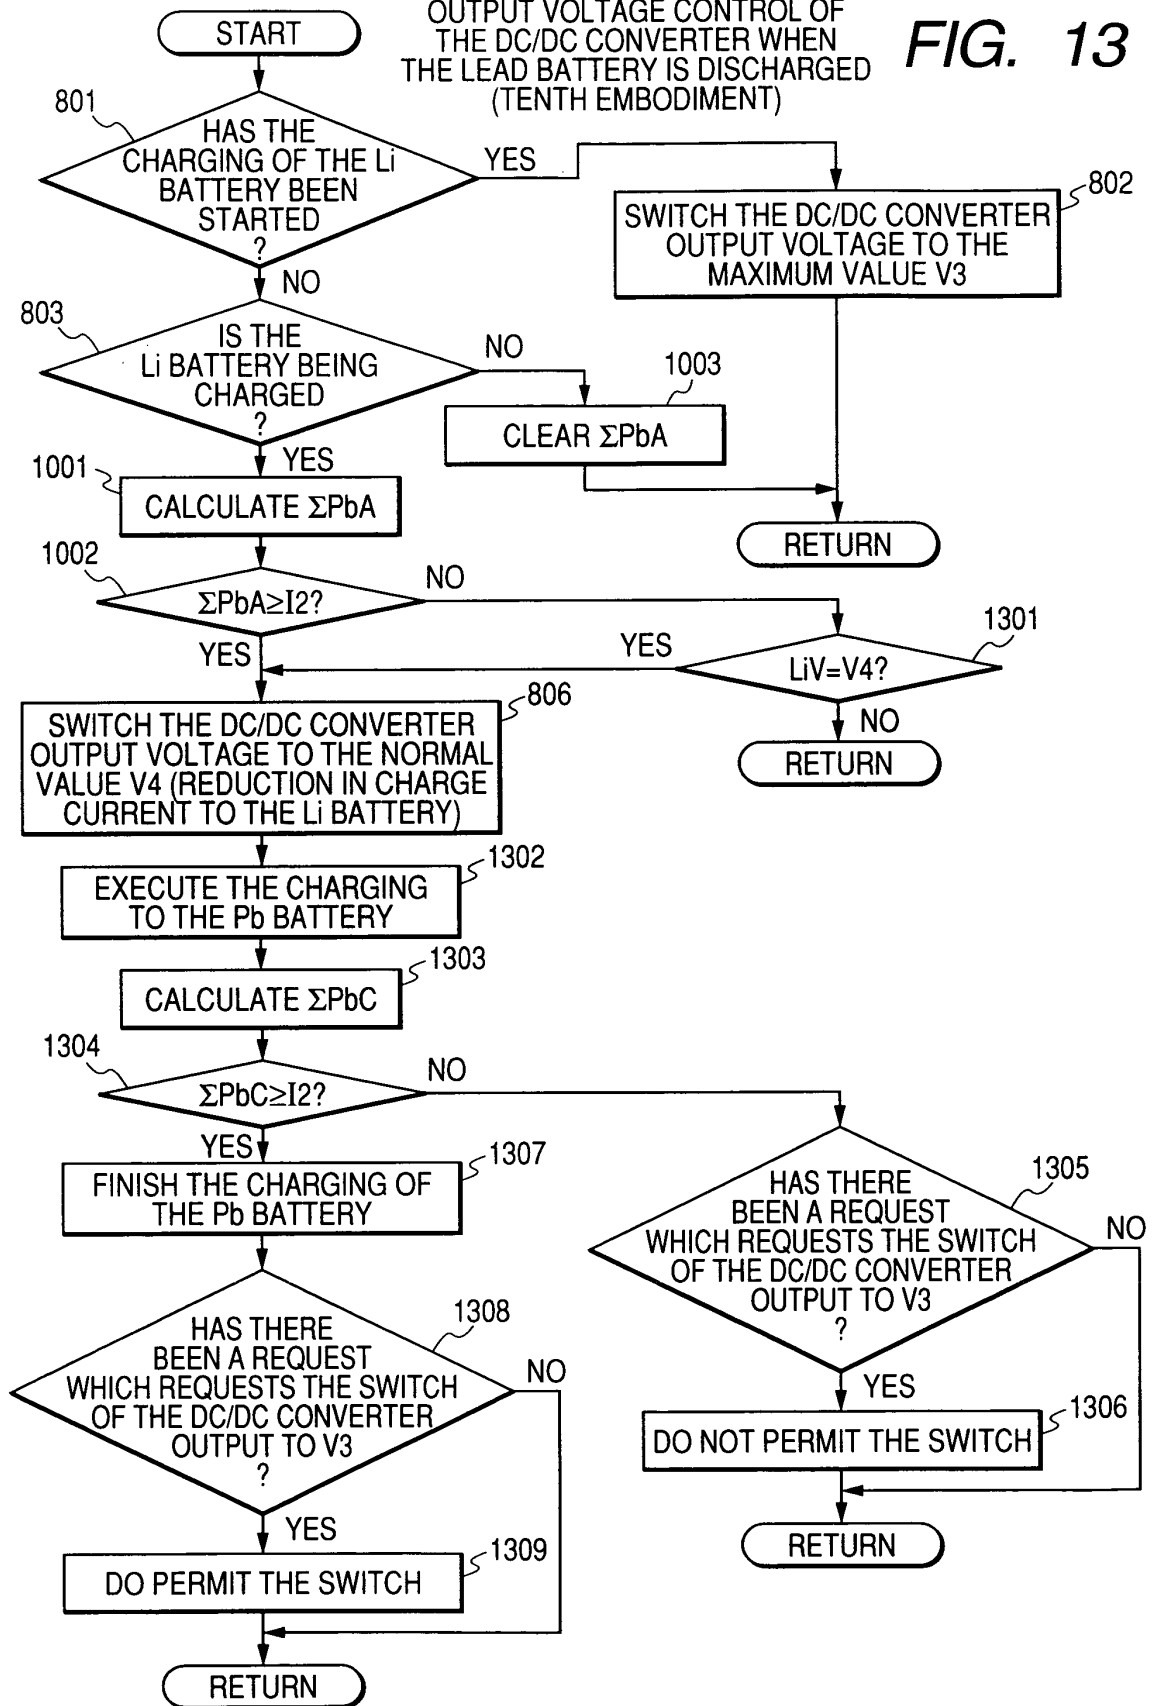 OUTPUT VOLTAGE CONTROL OF
THE DC/DC CONVERTER WHEN
THE LEAD BATTERY IS DISCHARGED
(TENTH EMBODIMENT)
FIG. 13
START
801
HAS THE
CHARGING OF THE Li
BATTERY BEEN
STARTED
?
YES
802
SWITCH THE DC/DC CONVERTER
OUTPUT VOLTAGE TO THE
MAXIMUM VALUE V3
NO
803
IS THE
Li BATTERY BEING
CHARGED
?
NO
1003
CLEAR ΣPbA
YES
1001
CALCULATE ΣPbA
RETURN
1002
ΣPbA≥I2?
NO
YES
1301
LiV=V4?
YES
NO
RETURN
806
SWITCH THE DC/DC CONVERTER
OUTPUT VOLTAGE TO THE NORMAL
VALUE V4 (REDUCTION IN CHARGE
CURRENT TO THE Li BATTERY)
1302
EXECUTE THE CHARGING
TO THE Pb BATTERY
1303
CALCULATE ΣPbC
1304
ΣPbC≥I2?
NO
YES
1307
FINISH THE CHARGING OF
THE Pb BATTERY
1305
HAS THERE
BEEN A REQUEST
WHICH REQUESTS THE SWITCH
OF THE DC/DC CONVERTER
OUTPUT TO V3
?
NO
YES
1306
DO NOT PERMIT THE SWITCH
RETURN
1308
HAS THERE
BEEN A REQUEST
WHICH REQUESTS THE SWITCH
OF THE DC/DC CONVERTER
OUTPUT TO V3
?
NO
YES
1309
DO PERMIT THE SWITCH
RETURN